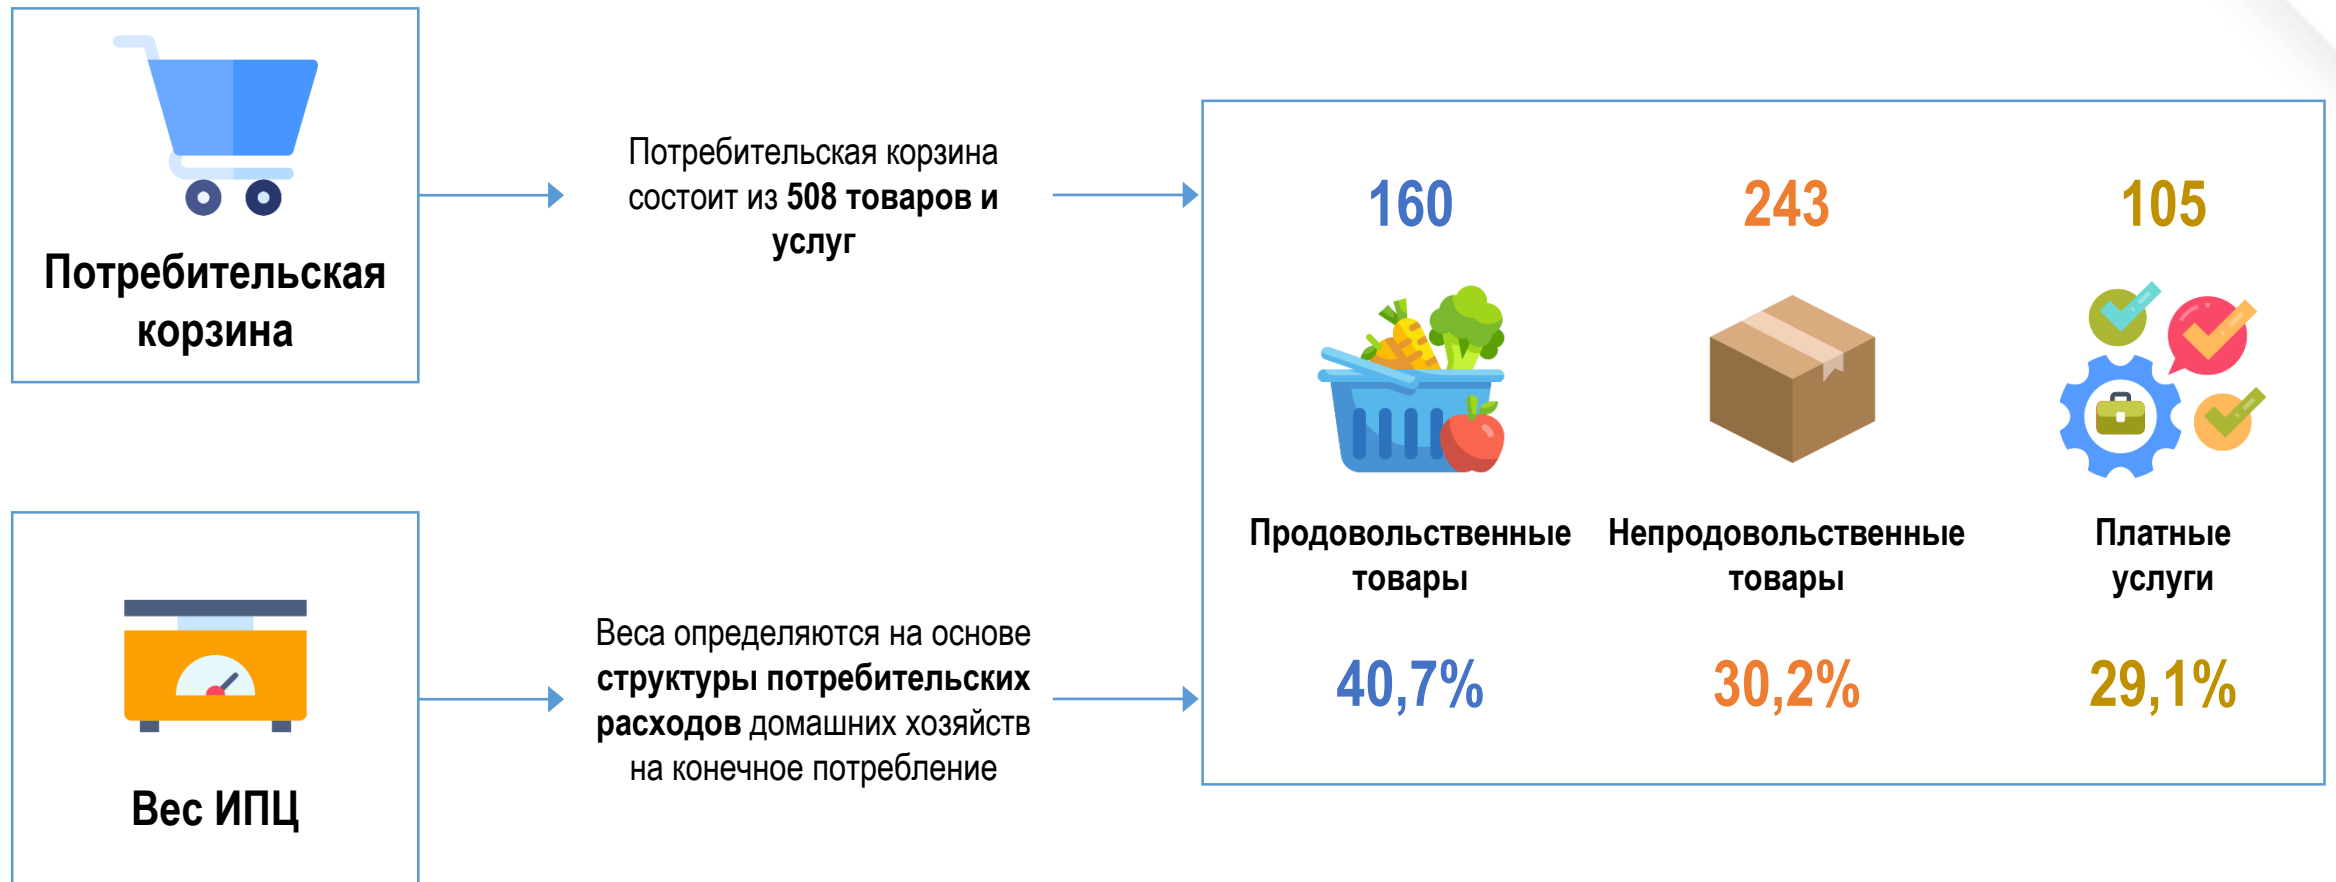 Потребительская
корзина
Потребительская корзина
состоит из 508 товаров и
услуг
160
243
105
Продовольственные
товары
Непродовольственные
товары
Платные
услуги
40,7%
30,2%
29,1%
Вес ИПЦ
Веса определяются на основе
структуры потребительских
расходов домашних хозяйств
на конечное потребление